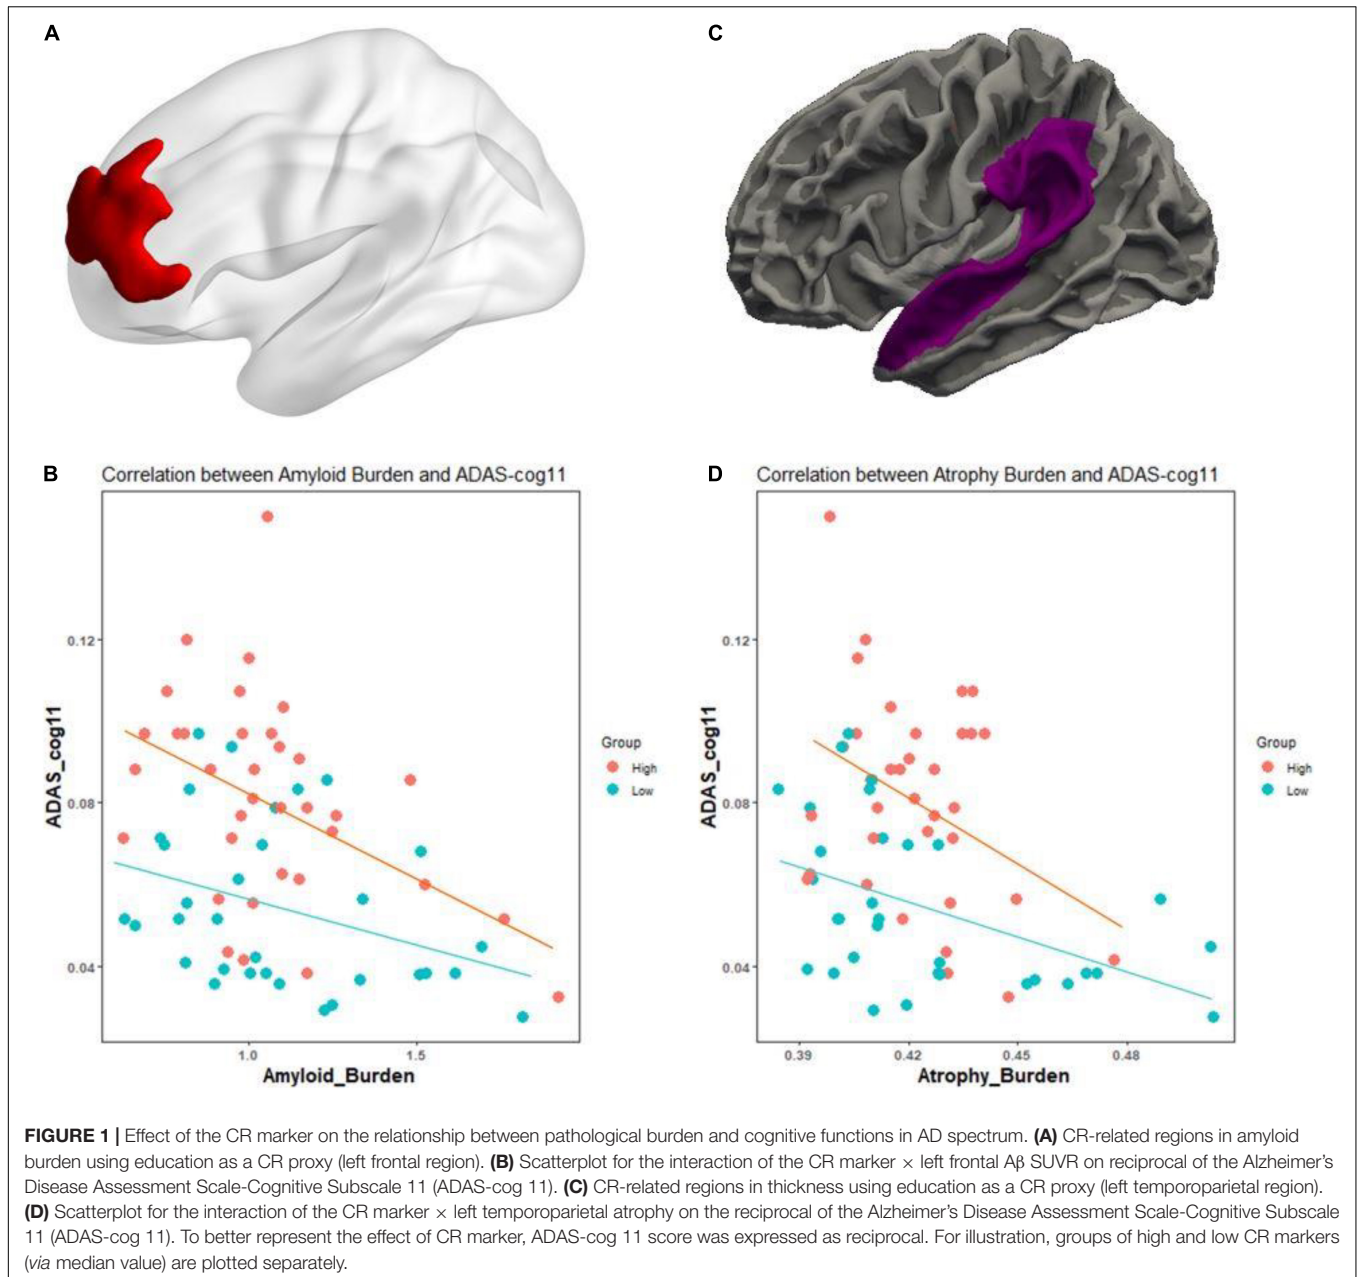 A
C
B
Correlation between Amyloid Burden and ADAS-cog11
ADAS_cog11
0.12
0.08
0.04
1.0
1.5
Amyloid_Burden
Group
High
Low
D
Correlation between Atrophy Burden and ADAS-cog11
ADAS_cog11
0.12
0.08
0.04
0.39
0.42
0.45
0.48
Atrophy_Burden
Group
High
Low
FIGURE 1 | Effect of the CR marker on the relationship between pathological burden and cognitive functions in AD spectrum. (A) CR-related regions in amyloid
burden using education as a CR proxy (left frontal region). (B) Scatterplot for the interaction of the CR marker × left frontal Aβ SUVR on reciprocal of the Alzheimer's
Disease Assessment Scale-Cognitive Subscale 11 (ADAS-cog 11). (C) CR-related regions in thickness using education as a CR proxy (left temporoparietal region).
(D) Scatterplot for the interaction of the CR marker × left temporoparietal atrophy on the reciprocal of the Alzheimer's Disease Assessment Scale-Cognitive Subscale
11 (ADAS-cog 11). To better represent the effect of CR marker, ADAS-cog 11 score was expressed as reciprocal. For illustration, groups of high and low CR markers
(via median value) are plotted separately.